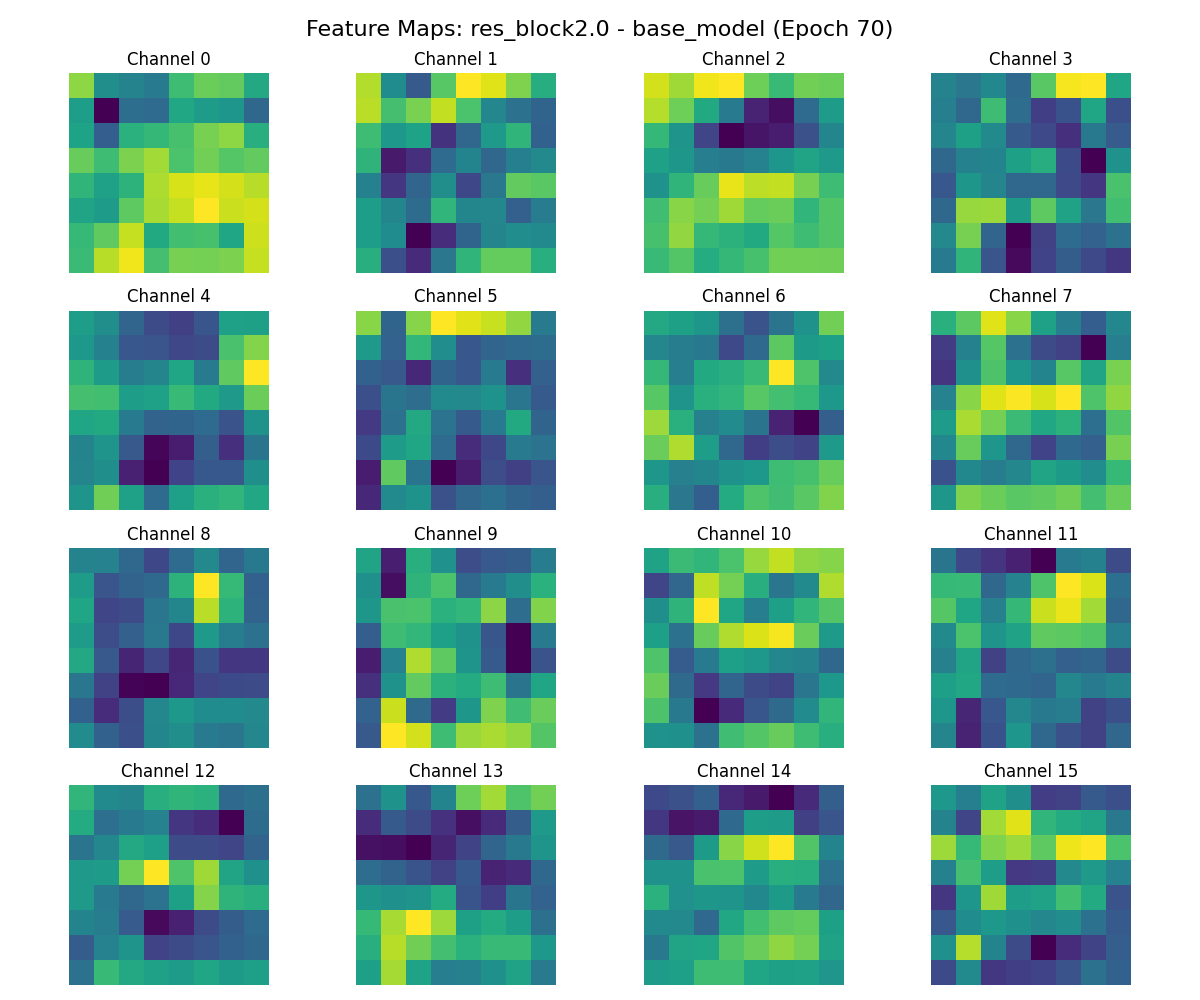 Feature Maps: res_block2.0 - base_model (Epoch 70)
Channel 0
Channel 1
Channel 2
Channel 3
Channel 4
Channel 5
Channel 6
Channel 7
Channel 8
Channel 9
Channel 10
Channel 11
Channel 12
Channel 13
Channel 14
Channel 15